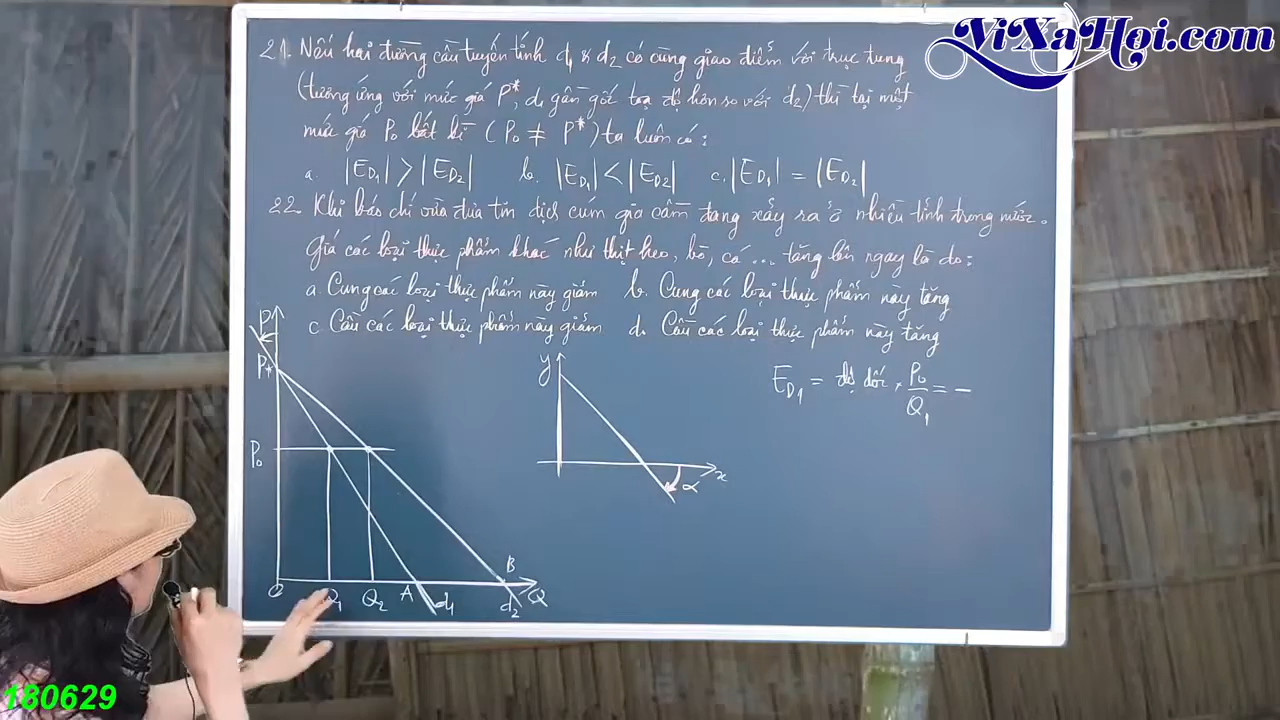 ViXaHoi.com
21. Nếu hai đường cầu tuyến tính d1 & d2 có cùng giao điểm với trục tung
(tương ứng với mức giá P*, d1 gần gốc toạ độ hơn so với d2) thì tại một
mức giá P0 bất kì (P0 ≠ P*) ta luôn có:
a. |ED1| > |ED2| b. |ED1| < |ED2| c. |ED1| = |ED2|
22. Khi báo chí vừa đưa tin dịch cúm gia cầm đang xảy ra ở nhiều tỉnh trong nước.
Giá các loại thực phẩm khác như thịt heo, bò, cá ... tăng lên ngay là do:
a. Cung các loại thực phẩm này giảm b. Cung các loại thực phẩm này tăng
c. Cầu các loại thực phẩm này giảm d. Cầu các loại thực phẩm này tăng
P
P*
P0
O Q1 Q2 A d1 B d2 Q
y
x
α
ED1 = độ dốc × P0/Q1 = −
180629